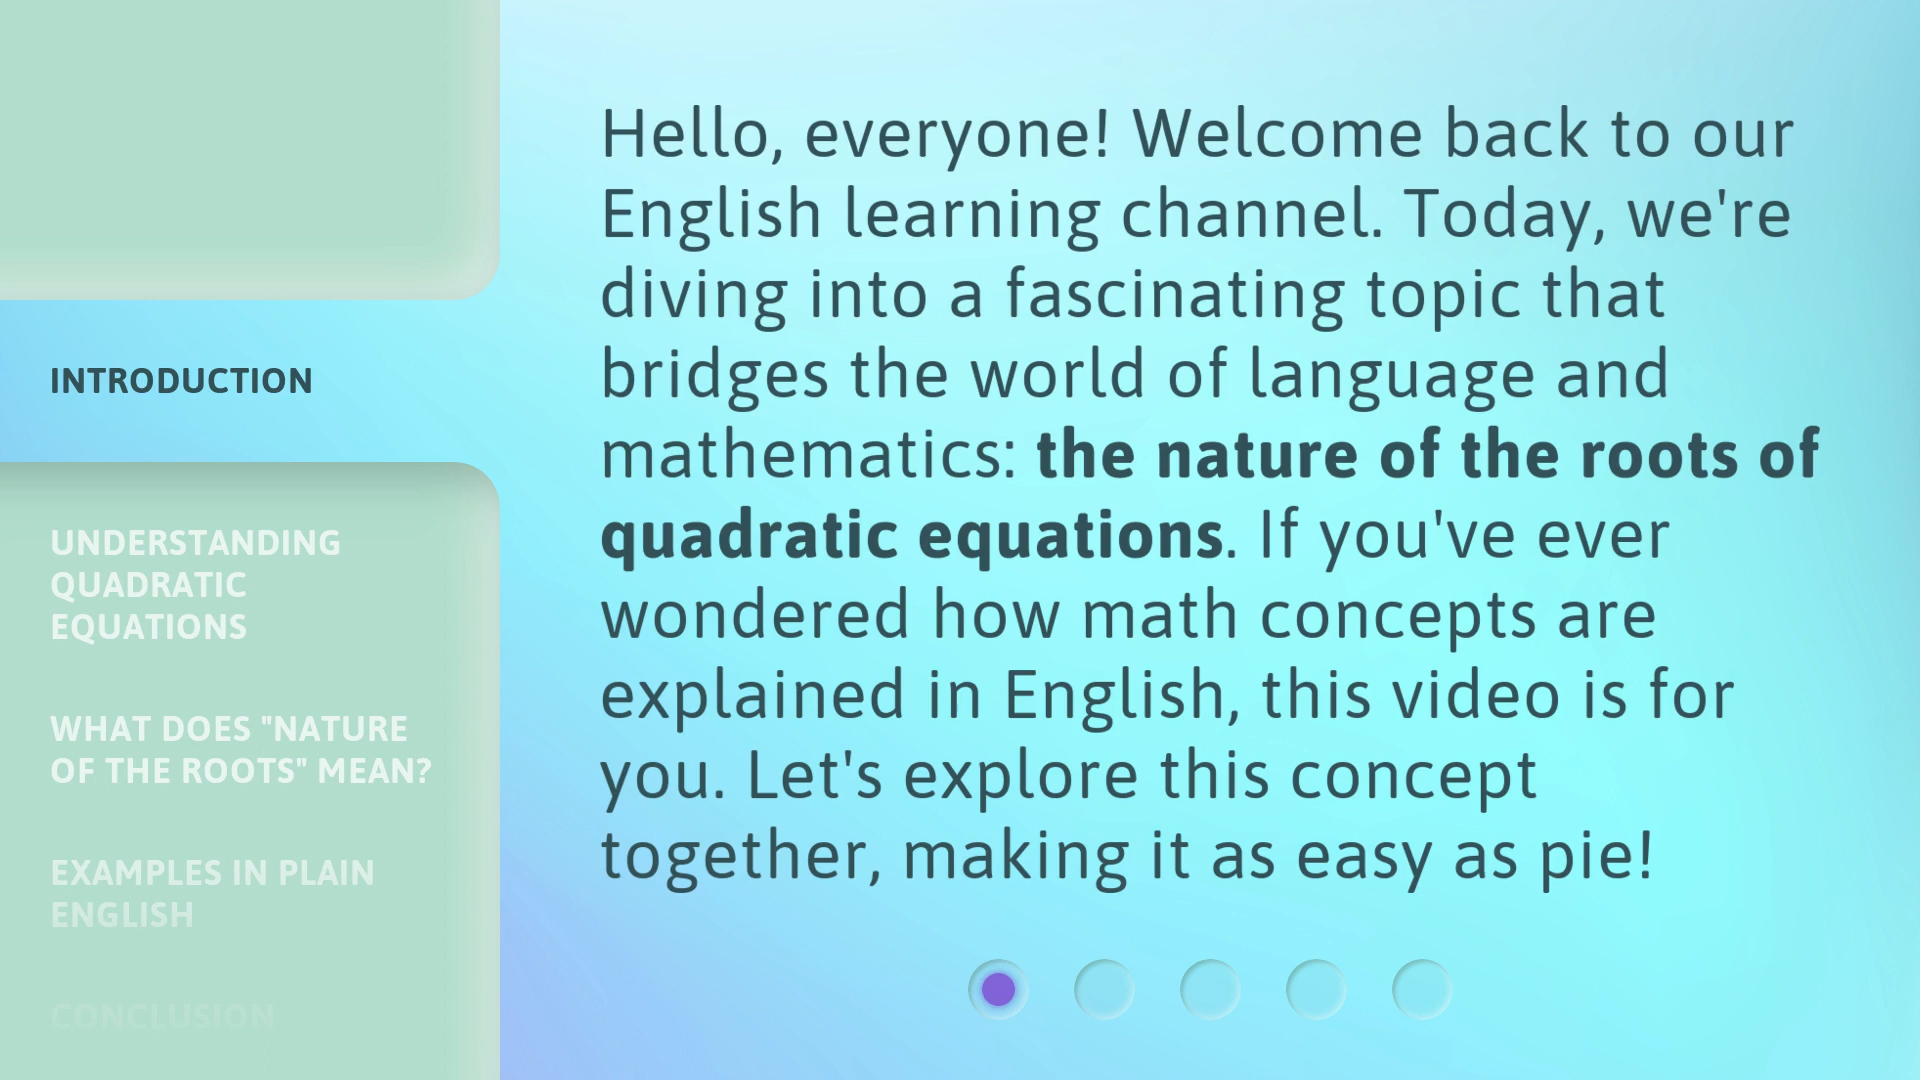 INTRODUCTION
UNDERSTANDING
QUADRATIC
EQUATIONS
WHAT DOES "NATURE
OF THE ROOTS" MEAN?
EXAMPLES IN PLAIN
ENGLISH
CONCLUSION
Hello, everyone! Welcome back to our
English learning channel. Today, we're
diving into a fascinating topic that
bridges the world of language and
mathematics: the nature of the roots of
quadratic equations. If you've ever
wondered how math concepts are
explained in English, this video is for
you. Let's explore this concept
together, making it as easy as pie!